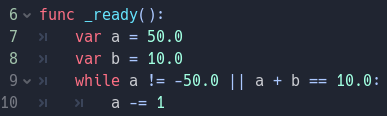 6 func _ready():
7 var a = 50.0
8 var b = 10.0
9 while a != -50.0 || a + b == 10.0:
10 a -= 1